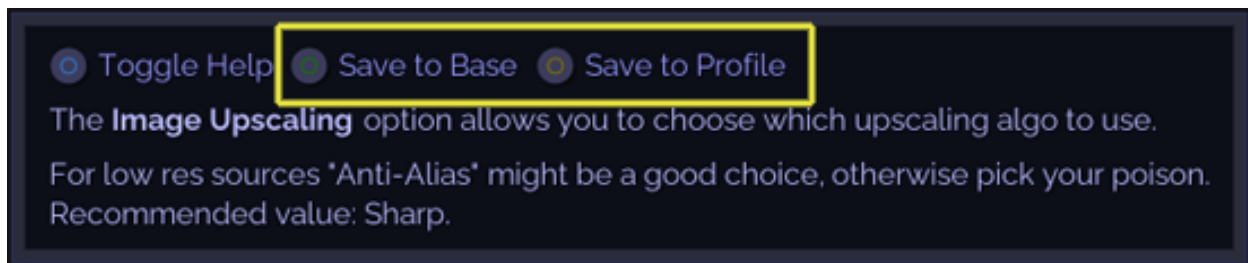 Toggle Help Save to Base Save to Profile
The Image Upscaling option allows you to choose which upscaling algo to use.
For low res sources "Anti-Alias" might be a good choice, otherwise pick your poison.
Recommended value: Sharp.